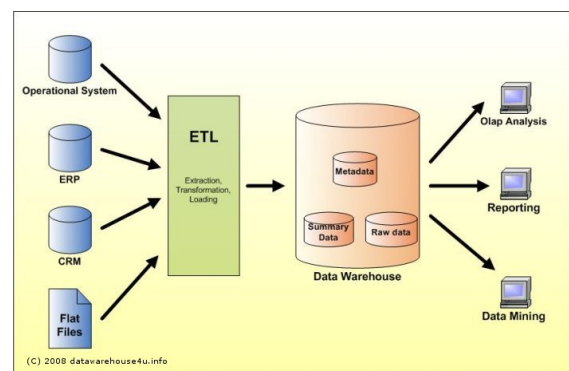 Operational System
ERP
CRM
Flat
Files
ETL
Extraction,
Transformation,
Loading
Metadata
Summary
Data
Raw data
Data Warehouse
Olap Analysis
Reporting
Data Mining
(C) 2008 datawarehouse4u.info